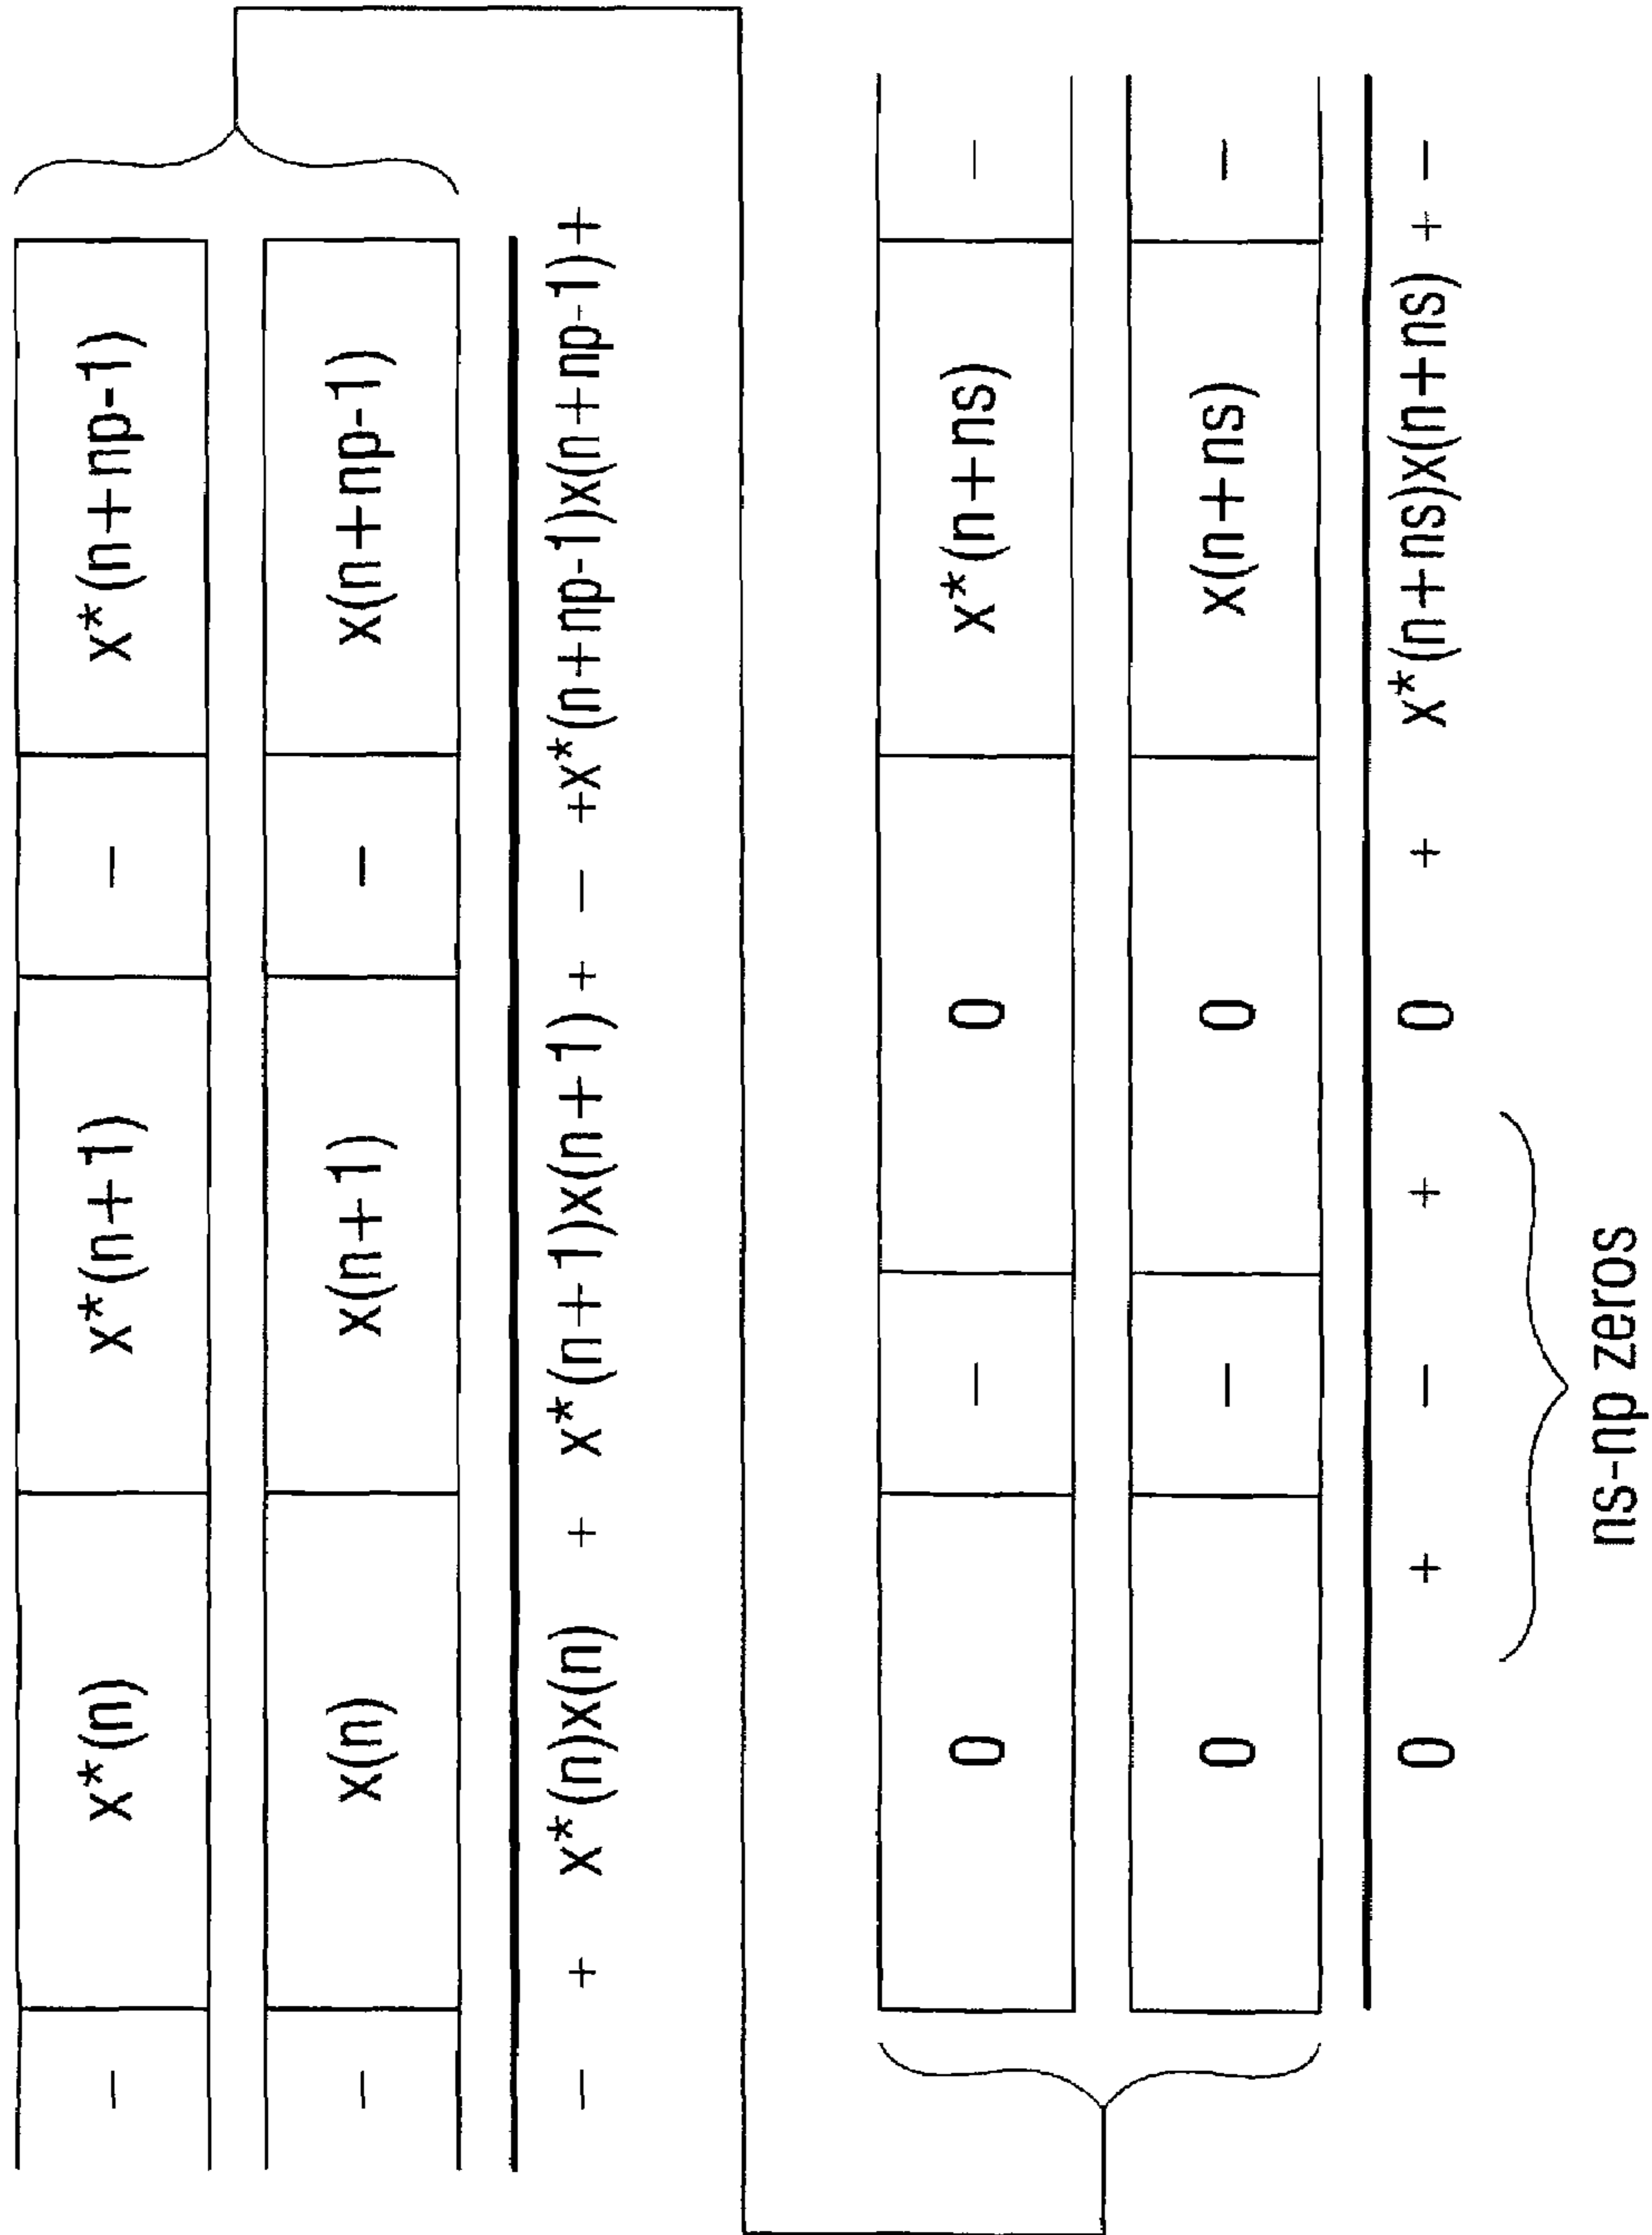 – x*(n) x*(n+1) – x*(n+np-1)
– x(n) x(n+1) – x(n+np-1)
– + x*(n)x(n) + x*(n+1)x(n+1) + – +x*(n+np-1)x(n+np-1)+
0 – 0 x*(n+ns) –
0 – 0 x(n+ns) –
0 + – + 0 + x*(n+ns)x(n+ns) + –
ns-np zeros